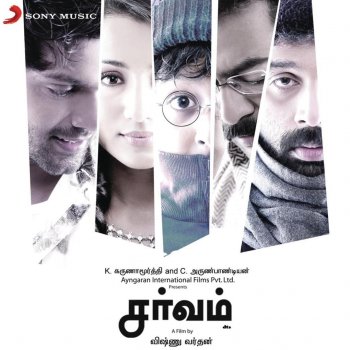 SONY MUSIC
K. கருணாமூர்த்தி and C. அருண்பாண்டியன்
Ayngaran International Films Pvt. Ltd.
Presents
சர்வம்
A Film by
விஷ்ணு வர்தன்